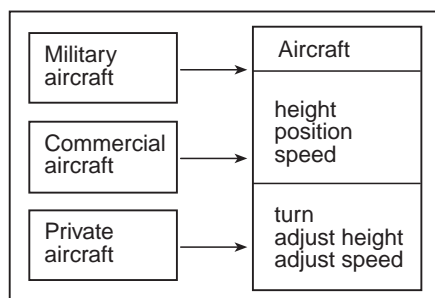 Military
aircraft
Commercial
aircraft
Private
aircraft
Aircraft
height
position
speed
turn
adjust height
adjust speed